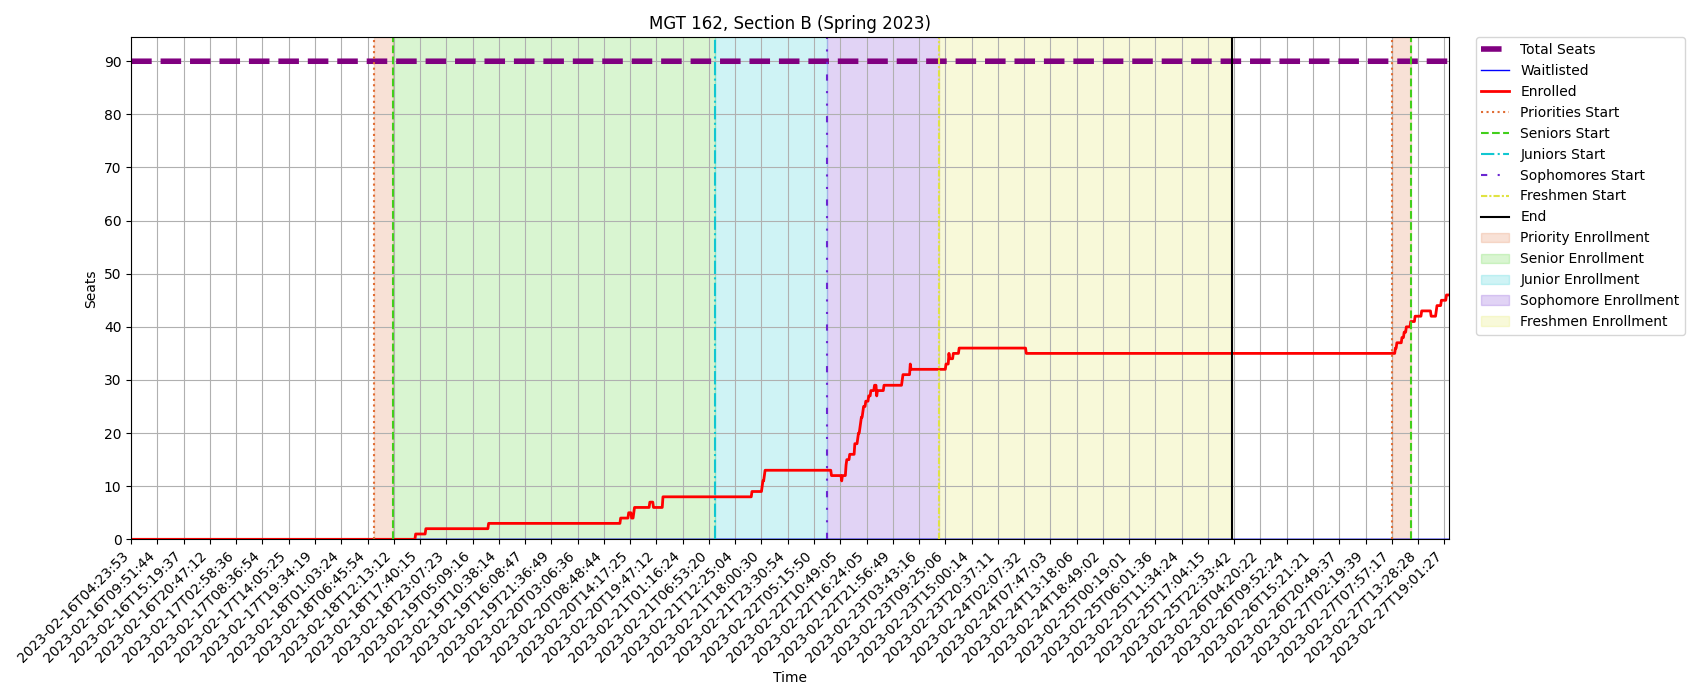 MGT 162, Section B (Spring 2023)
Seats
90
80
70
60
50
40
30
20
10
0
2023-02-16T04:23:53
2023-02-16T09:51:44
2023-02-16T15:19:37
2023-02-16T20:47:12
2023-02-17T02:58:36
2023-02-17T08:36:54
2023-02-17T14:05:25
2023-02-17T19:34:19
2023-02-18T01:03:24
2023-02-18T06:45:54
2023-02-18T12:13:12
2023-02-18T17:40:15
2023-02-18T23:07:23
2023-02-19T05:09:16
2023-02-19T10:38:14
2023-02-19T16:08:47
2023-02-19T21:36:49
2023-02-20T03:06:36
2023-02-20T08:48:44
2023-02-20T14:17:25
2023-02-20T19:47:12
2023-02-21T01:16:24
2023-02-21T06:53:20
2023-02-21T12:25:04
2023-02-21T18:00:30
2023-02-21T23:30:54
2023-02-22T05:15:50
2023-02-22T10:49:05
2023-02-22T16:24:05
2023-02-22T21:56:49
2023-02-23T03:43:16
2023-02-23T09:25:06
2023-02-23T15:00:14
2023-02-23T20:37:11
2023-02-24T02:07:32
2023-02-24T07:47:03
2023-02-24T13:18:06
2023-02-24T18:49:02
2023-02-25T00:19:01
2023-02-25T06:01:36
2023-02-25T11:34:24
2023-02-25T17:04:15
2023-02-25T22:33:42
2023-02-26T04:20:22
2023-02-26T09:52:24
2023-02-26T15:21:21
2023-02-26T20:49:37
2023-02-27T02:19:39
2023-02-27T07:57:17
2023-02-27T13:28:28
2023-02-27T19:01:27
Time
Total Seats
Waitlisted
Enrolled
Priorities Start
Seniors Start
Juniors Start
Sophomores Start
Freshmen Start
End
Priority Enrollment
Senior Enrollment
Junior Enrollment
Sophomore Enrollment
Freshmen Enrollment